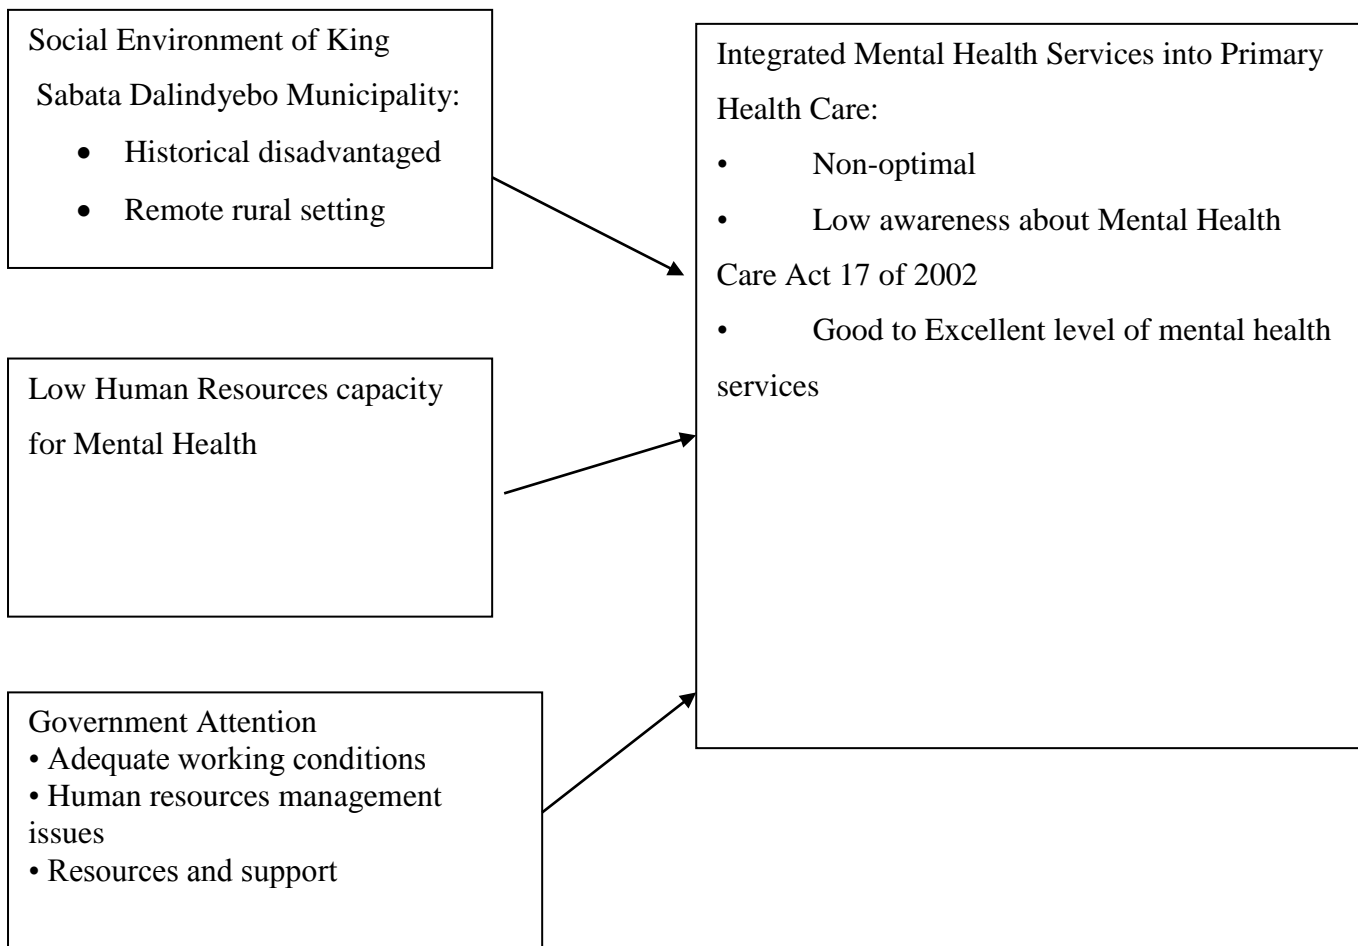 Social Environment of King
Sabata Dalindyebo Municipality:
• Historical disadvantaged
• Remote rural setting
Low Human Resources capacity
for Mental Health
Government Attention
• Adequate working conditions
• Human resources management
issues
• Resources and support
Integrated Mental Health Services into Primary
Health Care:
• Non-optimal
• Low awareness about Mental Health
Care Act 17 of 2002
• Good to Excellent level of mental health
services